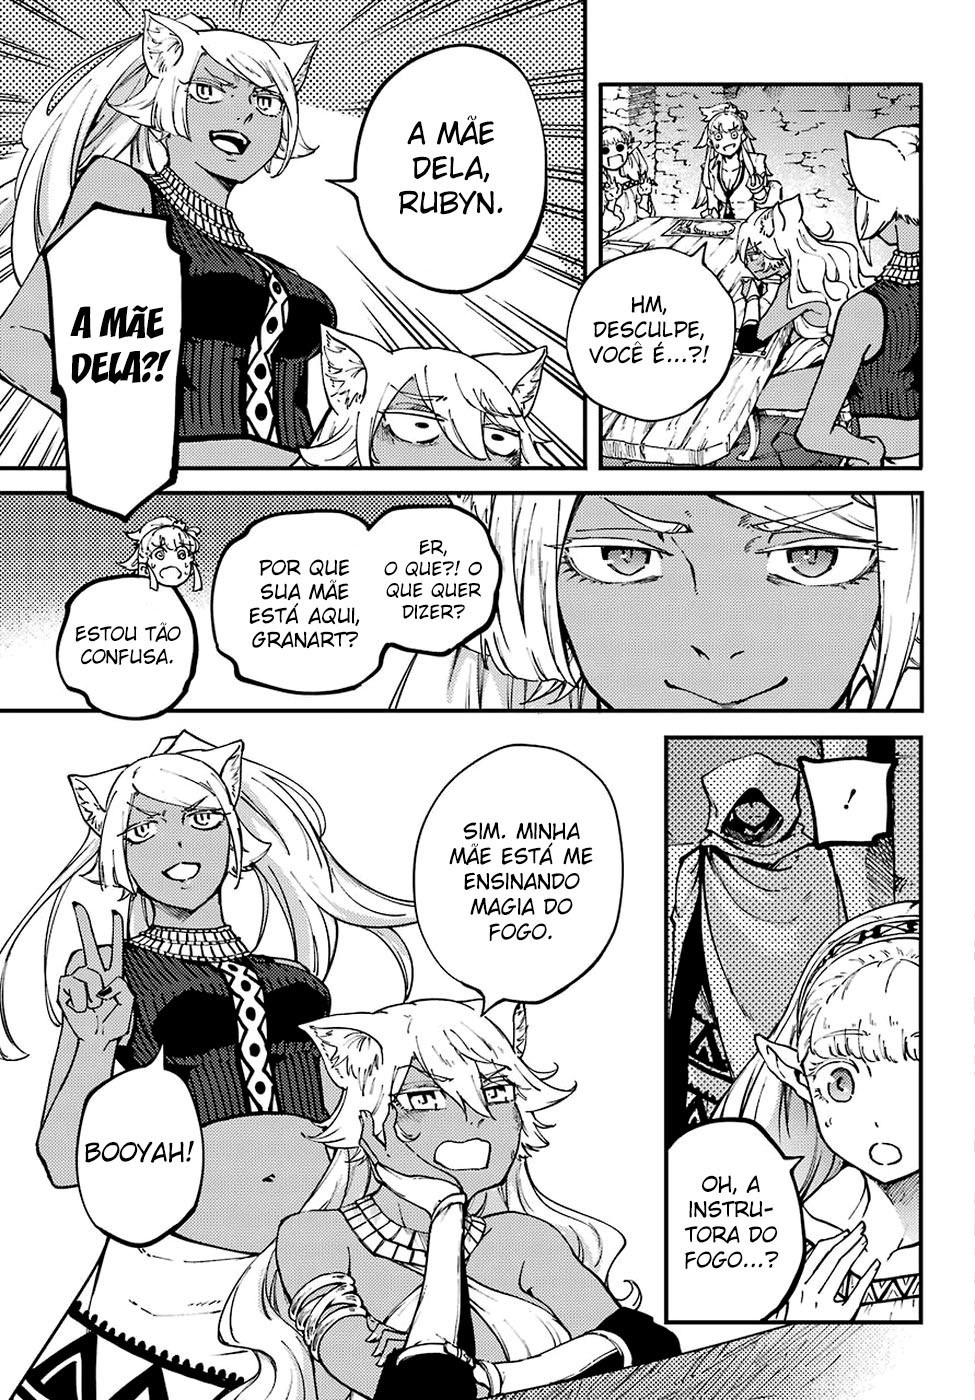 HM,
DESCULPE,
VOCÊ É...?!
A MÃE
DELA,
RUBYN.
A MÃE
DELA?!
ER,
O QUE?! O
QUE QUER
DIZER?
POR QUE
SUA MÃE
ESTÁ AQUI,
GRANART?
ESTOU TÃO
CONFUSA.
!
OH, A
INSTRU-
TORA DO
FOGO...?
SIM. MINHA
MÃE ESTÁ ME
ENSINANDO
MAGIA DO
FOGO.
BOOYAH!